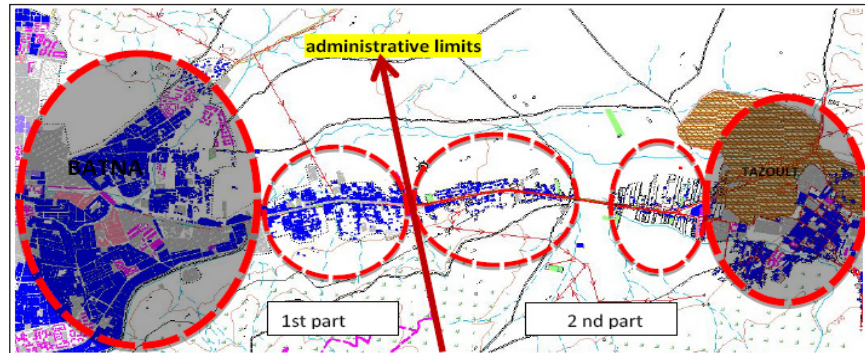 administrative limits
BATNA
TAZOULT
1st part
2 nd part